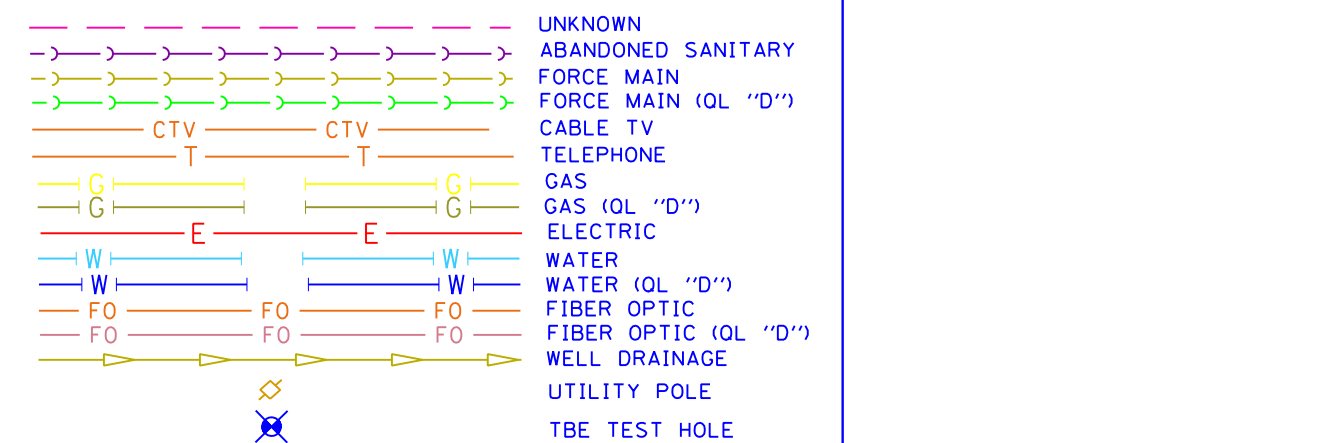 UNKNOWN
ABANDONED SANITARY
FORCE MAIN
FORCE MAIN (QL "D")
CTV CTV CABLE TV
T T TELEPHONE
G G GAS
G G GAS (QL "D")
E E ELECTRIC
W W WATER
W W WATER (QL "D")
FO FO FO FIBER OPTIC
FO FO FO FIBER OPTIC (QL "D")
WELL DRAINAGE
UTILITY POLE
TBE TEST HOLE